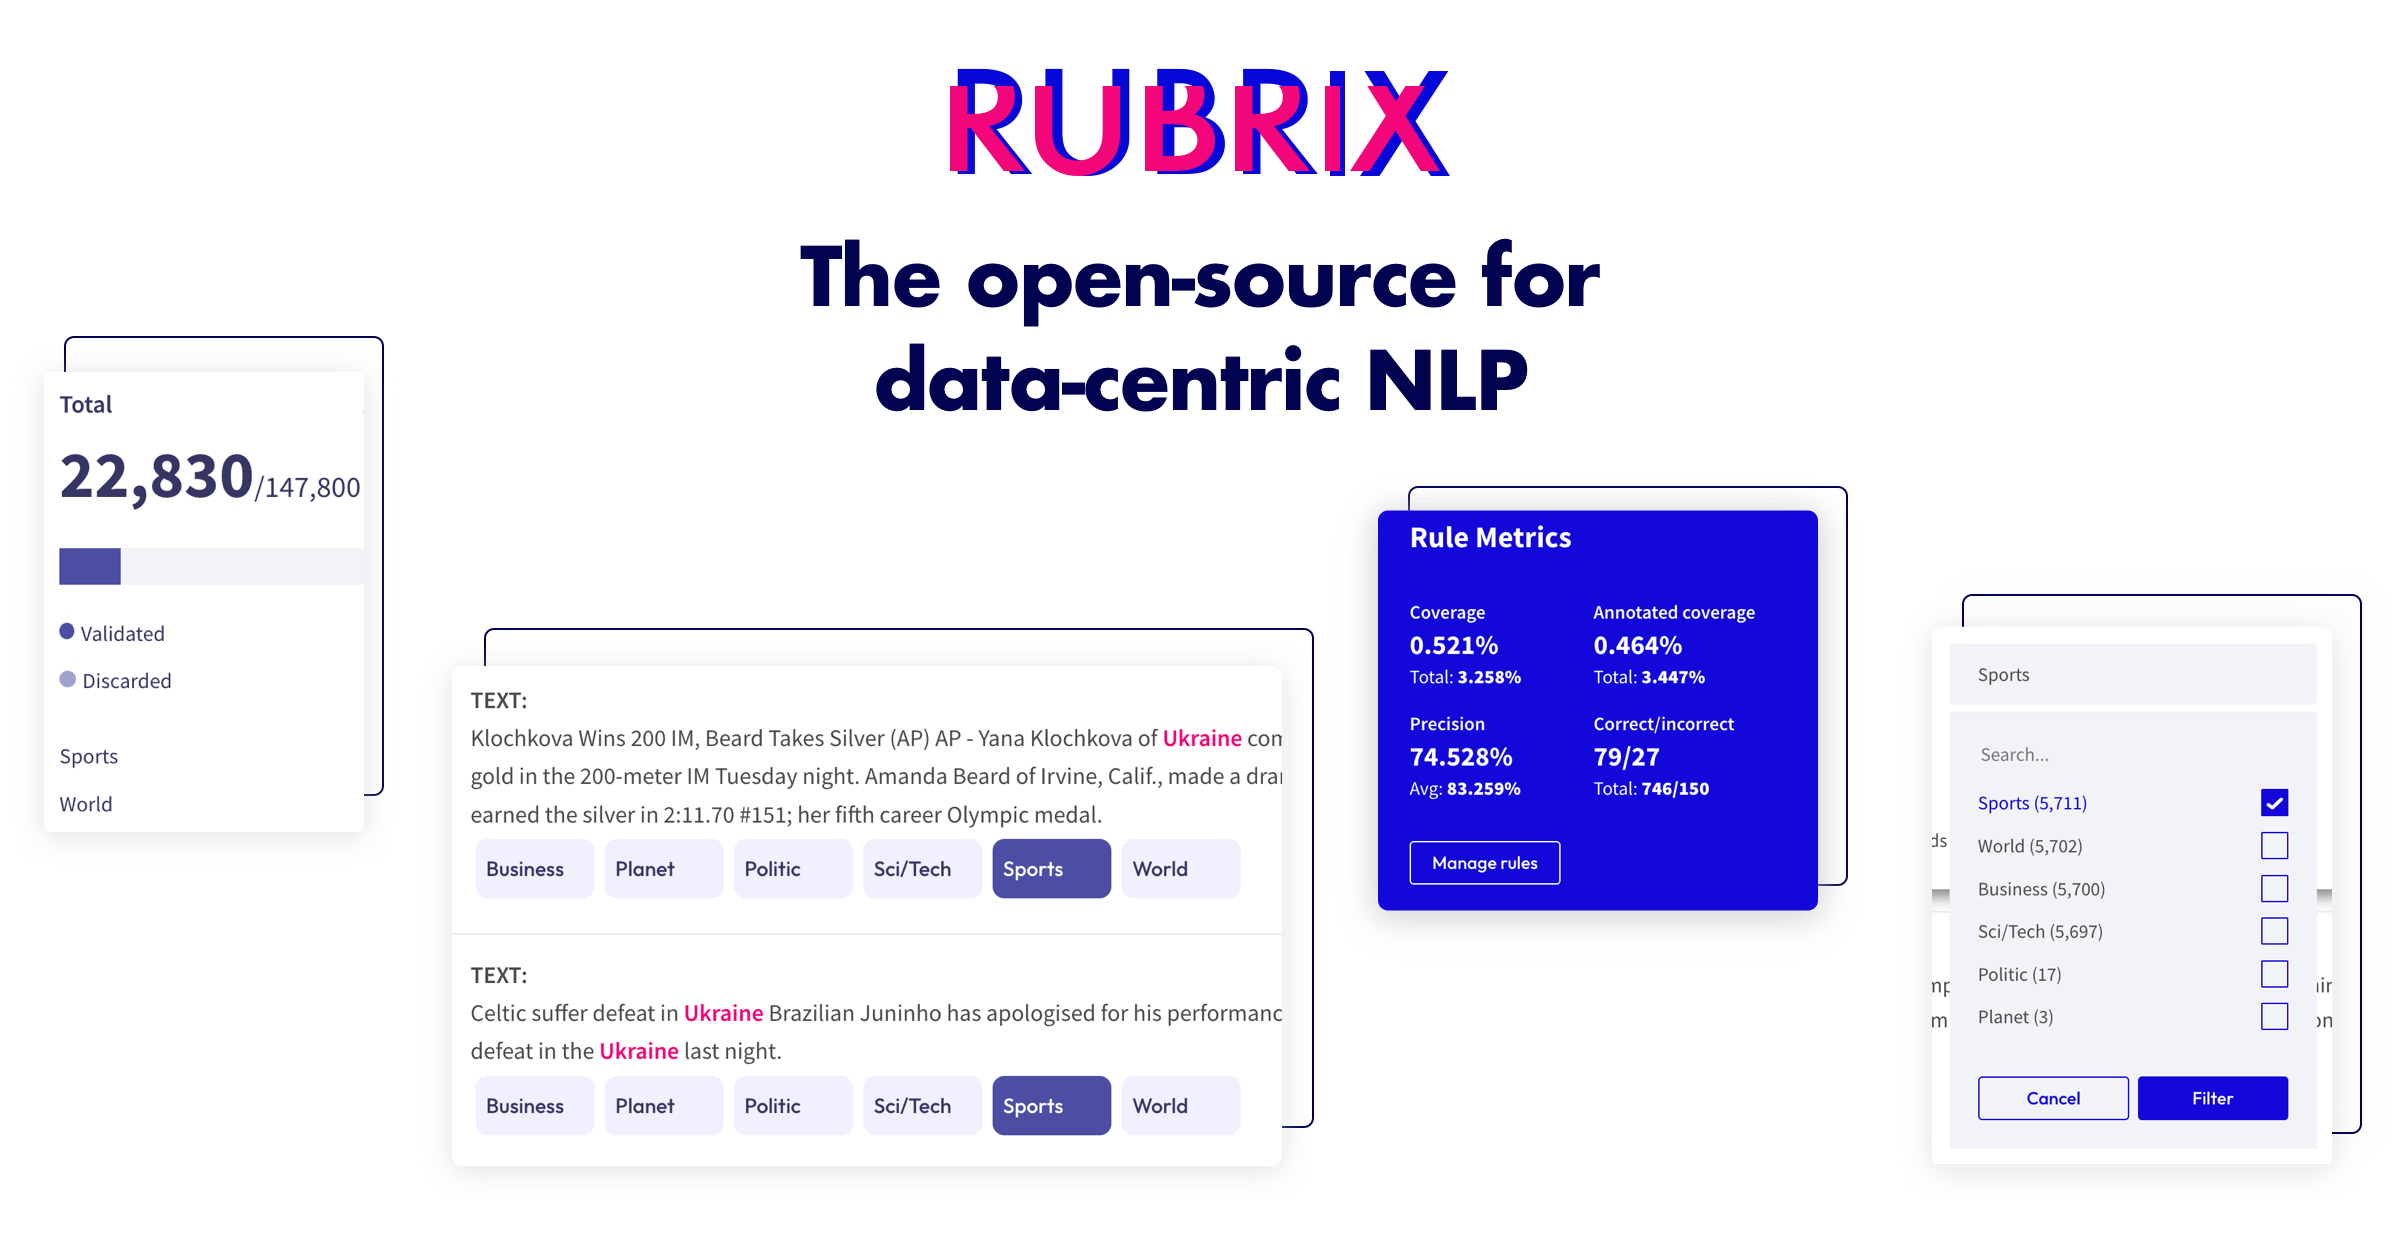 RUBRIX
The open-source for
data-centric NLP
Total
22,830/147,800
Validated
Discarded
Sports
World
TEXT:
Klochkova Wins 200 IM, Beard Takes Silver (AP) AP - Yana Klochkova of Ukraine
gold in the 200-meter IM Tuesday night. Amanda Beard of Irvine, Calif., made a
earned the silver in 2:11.70 #151; her fifth career Olympic medal.
Business Planet Politic Sci/Tech Sports World
TEXT:
Celtic suffer defeat in Ukraine Brazilian Juninho has apologised for his
defeat in the Ukraine last night.
Business Planet Politic Sci/Tech Sports World
Rule Metrics
Coverage Annotated coverage
0.521% 0.464%
Total: 3.258% Total: 3.447%
Precision Correct/incorrect
74.528% 79/27
Avg: 83.259% Total: 746/150
Manage rules
Sports
Search...
Sports (5,711)
World (5,702)
Business (5,700)
Sci/Tech (5,697)
Politic (17)
Planet (3)
Cancel Filter